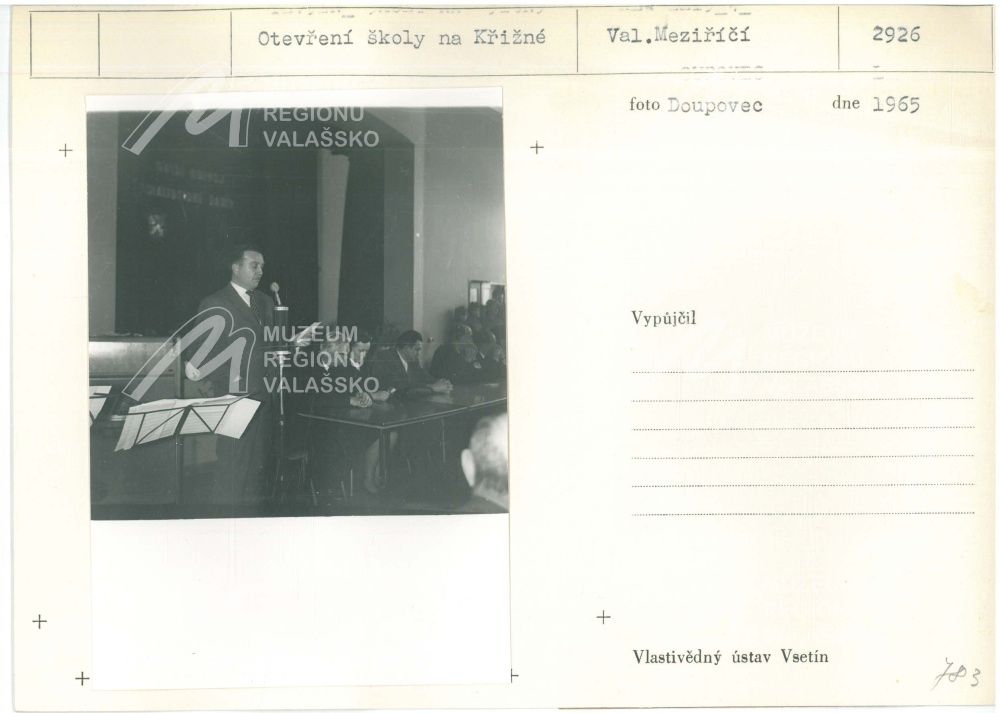 Otevření školy na Křižné
Val.Meziříčí
2926
foto Doupovec
dne 1965
REGIONU
VALAŠSKO
MUZEUM
REGIONU
VALAŠSKO
Vypůjčil
Vlastivědný ústav Vsetín
783